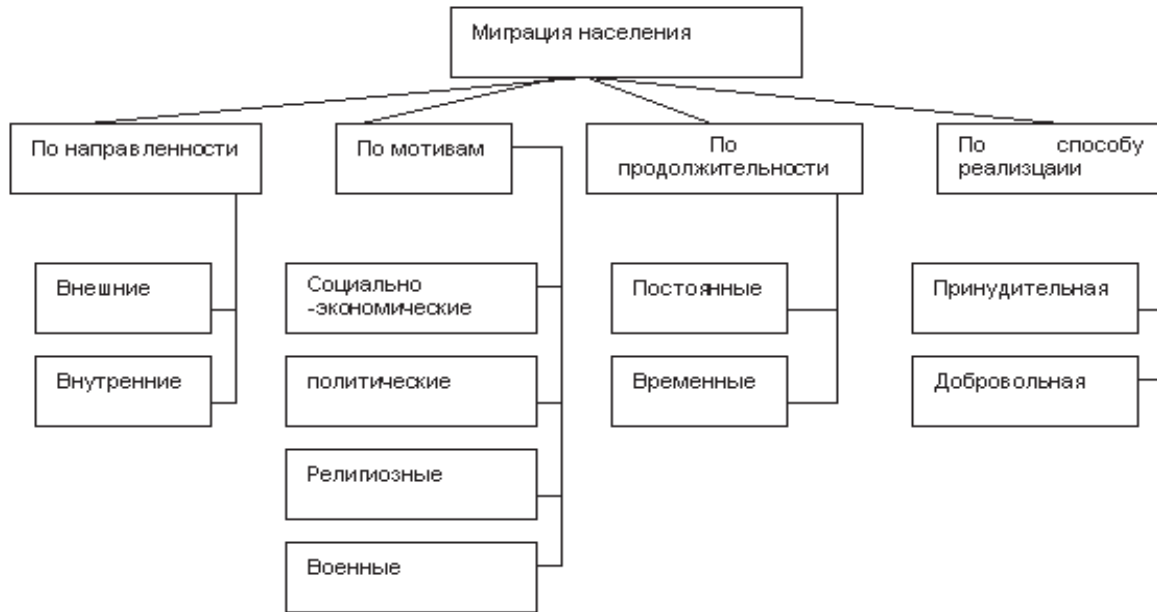 Миграция населения
По направленности
По мотивам
По
продолжительности
По способу
реализцаии
Внешние
Социально
-экономические
Постоянные
Принудительная
Внутренние
политические
Временные
Добровольная
Религиозные
Военные